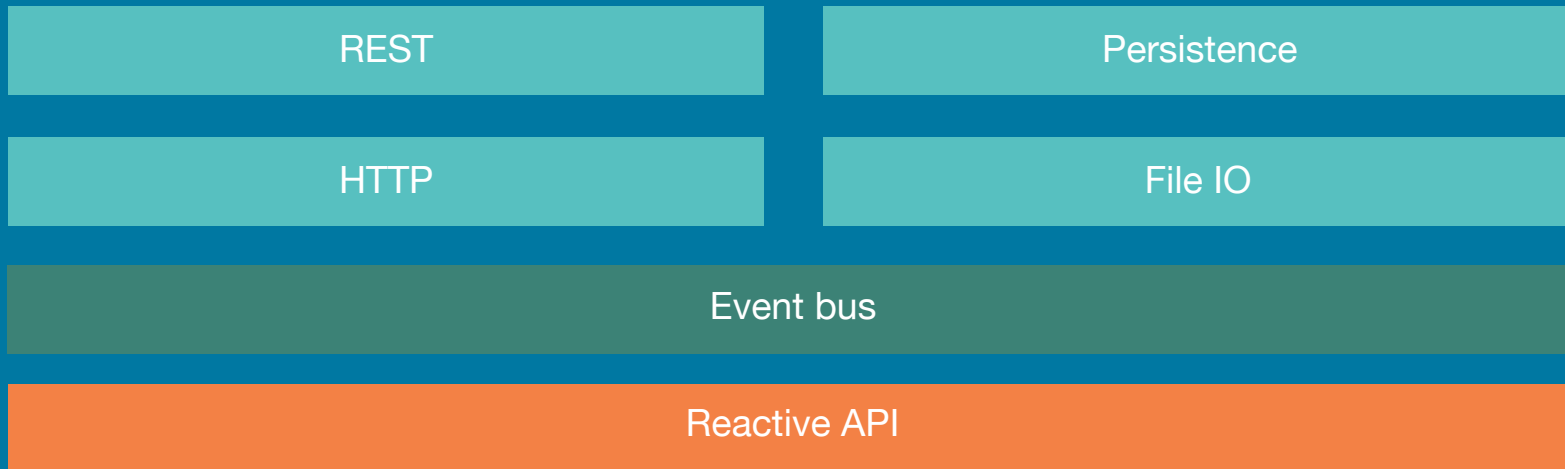 REST
Persistence
HTTP
File IO
Event bus
Reactive API